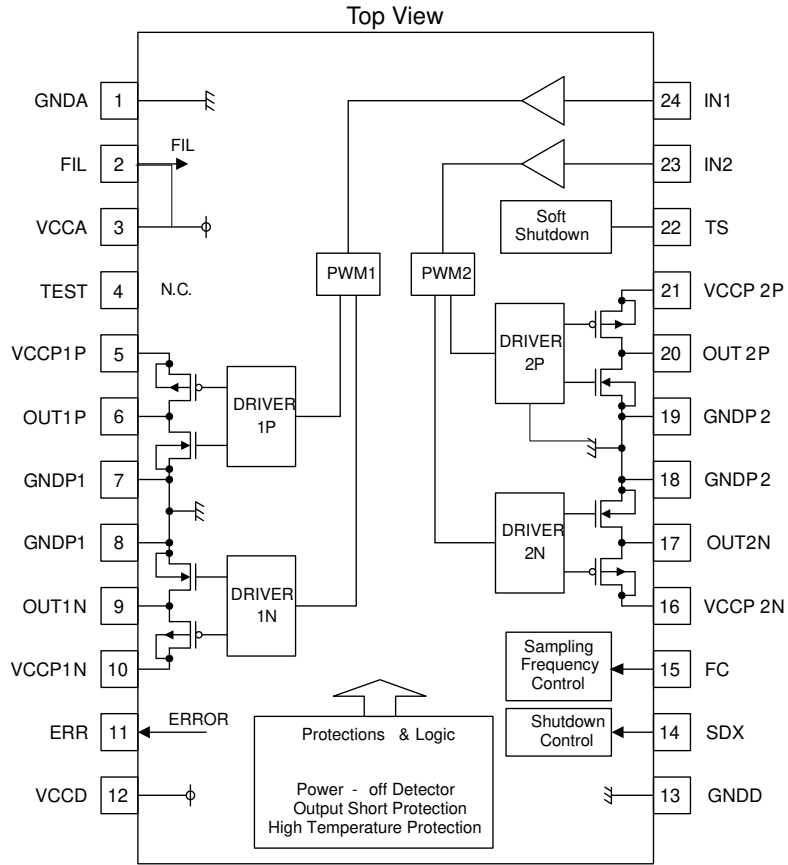 Top View
GNDA 1
24 IN1
FIL 2
FIL
23 IN2
VCCA 3
Soft
Shutdown
22 TS
TEST 4 N.C.
PWM1
PWM2
21 VCCP 2P
VCCP1P 5
DRIVER
2P
20 OUT 2P
OUT1P 6
DRIVER
1P
19 GNDP 2
GNDP1 7
18 GNDP 2
GNDP1 8
DRIVER
2N
17 OUT2N
OUT1N 9
DRIVER
1N
16 VCCP 2N
VCCP1N 10
Sampling
Frequency
Control
15 FC
ERR 11 ERROR
Shutdown
Control
14 SDX
VCCD 12
13 GNDD
Protections & Logic
Power - off Detector
Output Short Protection
High Temperature Protection